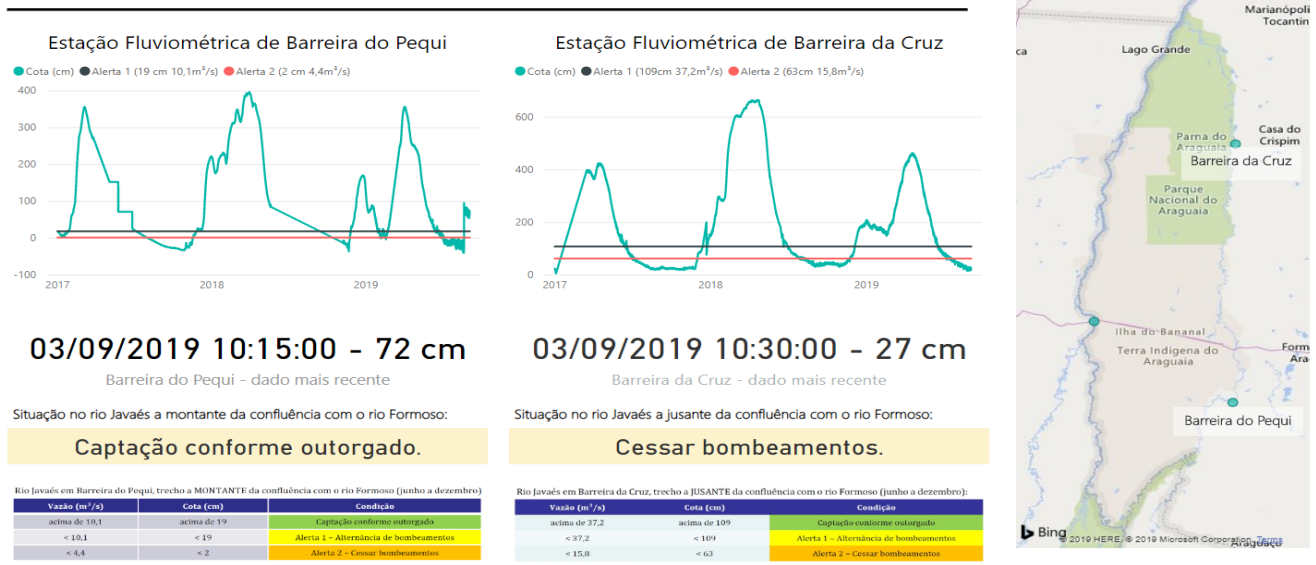 Estação Fluviométrica de Barreira do Pequi
Cota (cm) Alerta 1 (19 cm 10,1m³/s) Alerta 2 (2 cm 4,4m³/s)
400
300
200
100
0
-100
2017 2018 2019
03/09/2019 10:15:00 - 72 cm
Barreira do Pequi - dado mais recente
Situação no rio Javaés a montante da confluência com o rio Formoso:
Captação conforme outorgado.
Rio Javaés em Barreira do Pequi, trecho a MONTANTE da confluência com o rio Formoso (junho a dezembro)
Vazão (m³/s) Cota (cm) Condição
acima de 10,1 acima de 19 Captação conforme outorgado
< 10,1 < 19 Alerta 1 – Alternância de bombeamentos
< 4,4 < 2 Alerta 2 – Cessar bombeamentos
Estação Fluviométrica de Barreira da Cruz
Cota (cm) Alerta 1 (109cm 37,2m³/s) Alerta 2 (63cm 15,8m³/s)
600
400
200
0
2017 2018 2019
03/09/2019 10:30:00 - 27 cm
Barreira da Cruz - dado mais recente
Situação no rio Javaés a jusante da confluência com o rio Formoso:
Cessar bombeamentos.
Rio Javaés em Barreira da Cruz, trecho a JUSANTE da confluência com o rio Formoso (junho a dezembro):
Vazão (m³/s) Cota (cm) Condição
acima de 37,2 acima de 109 Captação conforme outorgado
< 37,2 < 109 Alerta 1 – Alternância de bombeamentos
< 15,8 < 63 Alerta 2 – Cessar bombeamentos
Marianópoli
Tocantin
ca
Lago Grande
Casa do
Crispim
Parna do
Araguaia
Barreira da Cruz
Parque
Nacional do
Araguaia
Ilha do Bananal
Terra Indígena do
Araguaia
Form
Ara
Barreira do Pequi
Bing
© 2019 HERE, © 2019 Microsoft Corporation Terms
Araguaçu